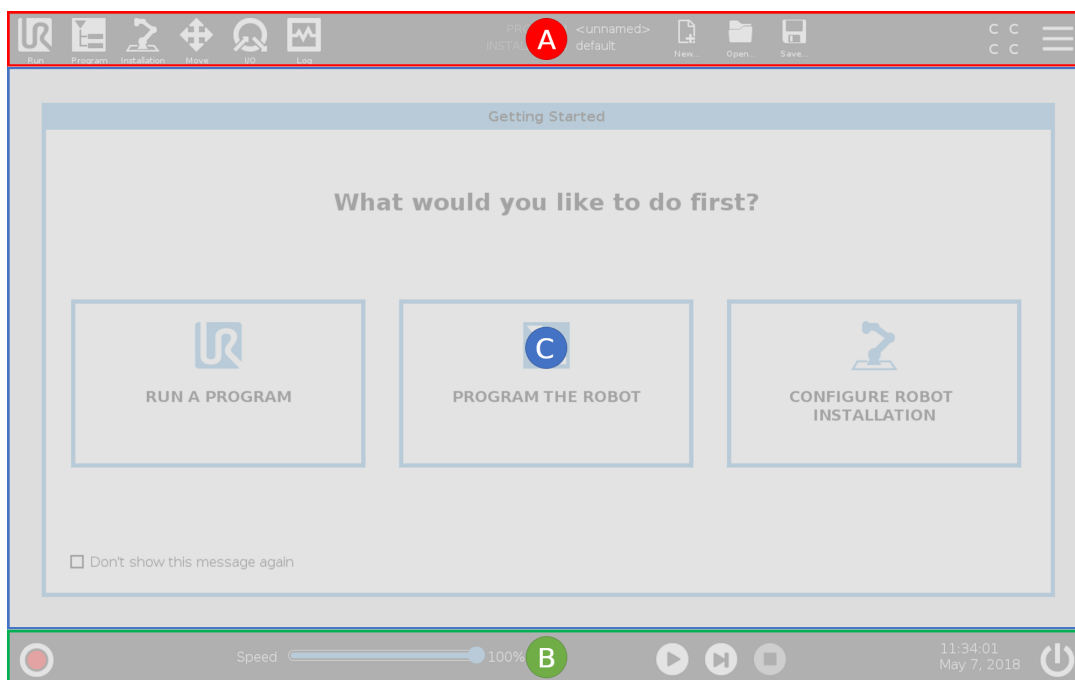 PR A <unnamed>
INSTAL default
C C
C C
Run Program Installation Move I/O Log New... Open... Save...
Getting Started
What would you like to do first?
C
RUN A PROGRAM
PROGRAM THE ROBOT
CONFIGURE ROBOT
INSTALLATION
Don't show this message again
Speed 100% B
11:34:01
May 7, 2018